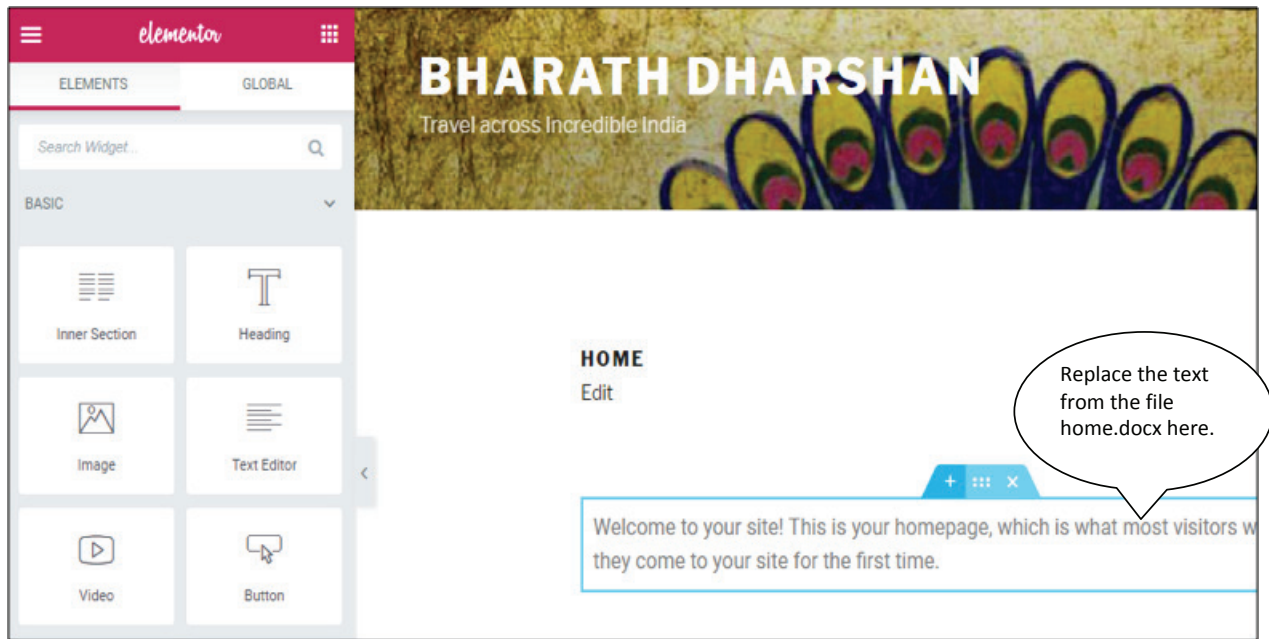 elementor
ELEMENTS
GLOBAL
Search Widget...
BASIC
Inner Section
Heading
Image
Text Editor
Video
Button
BHARATH DHARSHAN
Travel across Incredible India
HOME
Edit
Replace the text
from the file
home.docx here.
Welcome to your site! This is your homepage, which is what most visitors w
they come to your site for the first time.